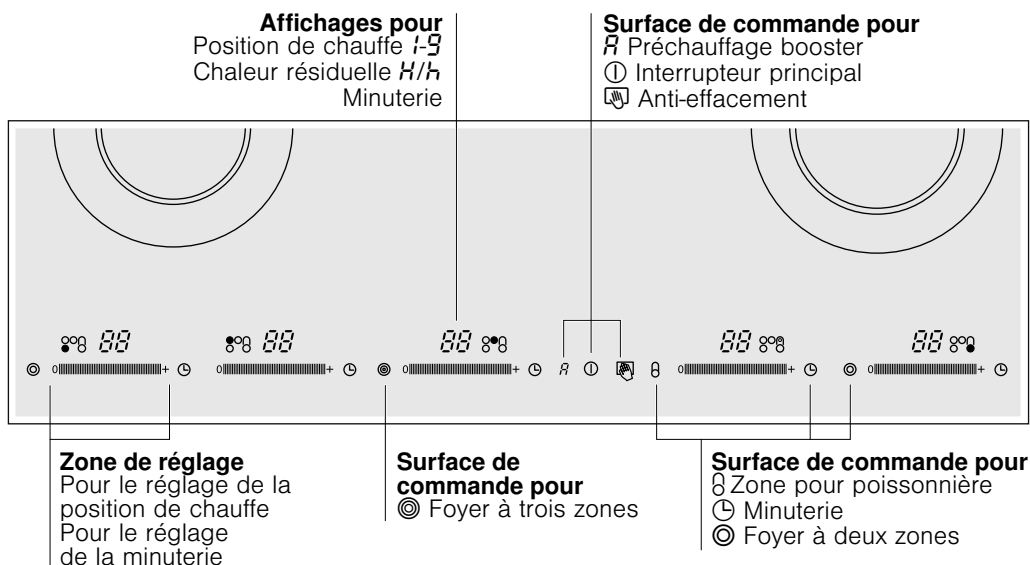 Affichages pour
Position de chauffe 1-9
Chaleur résiduelle H/h
Minuterie
Surface de commande pour
A Préchauffage booster
Interrupteur principal
Anti-effacement
88 88 88 88 88
0 + 0 + 0 + A 0 + 0 +
Zone de réglage
Pour le réglage de la
position de chauffe
Pour le réglage
de la minuterie
Surface de
commande pour
Foyer à trois zones
Surface de commande pour
Zone pour poissonnière
Minuterie
Foyer à deux zones